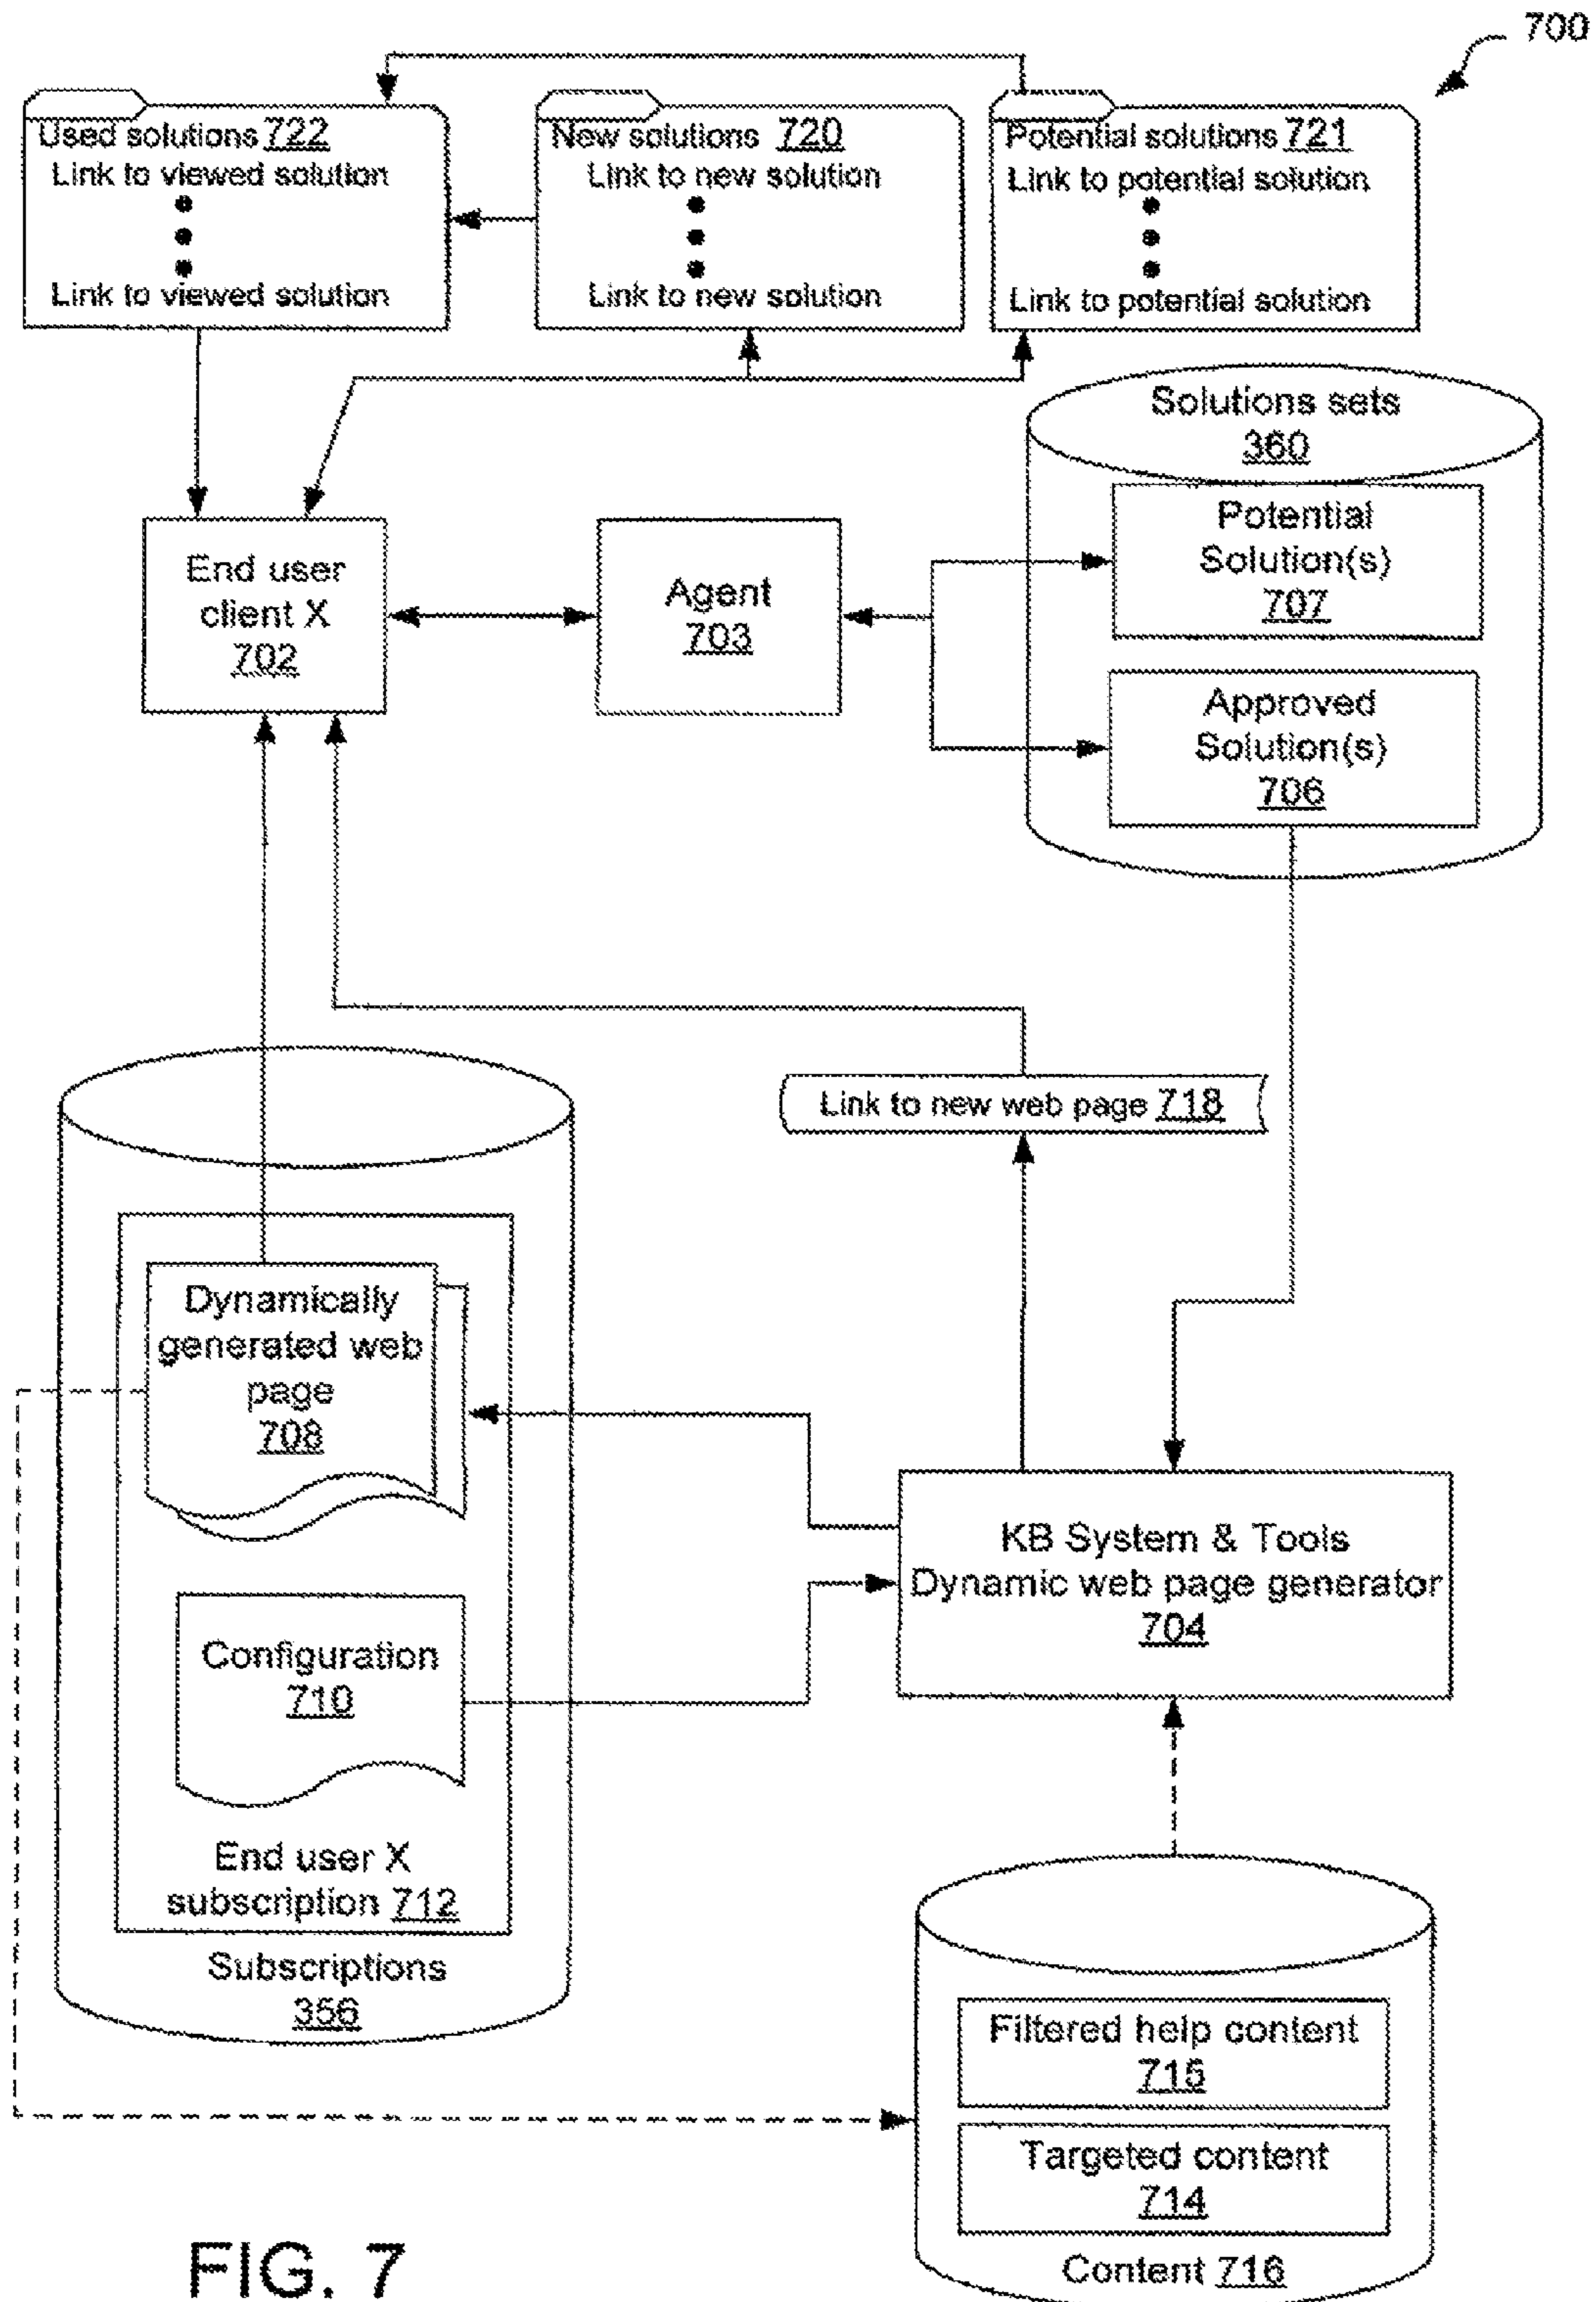 700
Used solutions 722
Link to viewed solution
Link to viewed solution
New solutions 720
Link to new solution
Link to new solution
Potential solutions 721
Link to potential solution
Link to potential solution
Solutions sets
360
Potential
Solution(s)
707
Approved
Solution(s)
706
End user
client X
702
Agent
703
Link to new web page 718
Dynamically
generated web
page
708
Configuration
710
End user X
subscription 712
Subscriptions
356
KB System & Tools
Dynamic web page generator
704
Filtered help content
715
Targeted content
714
Content 716
FIG. 7